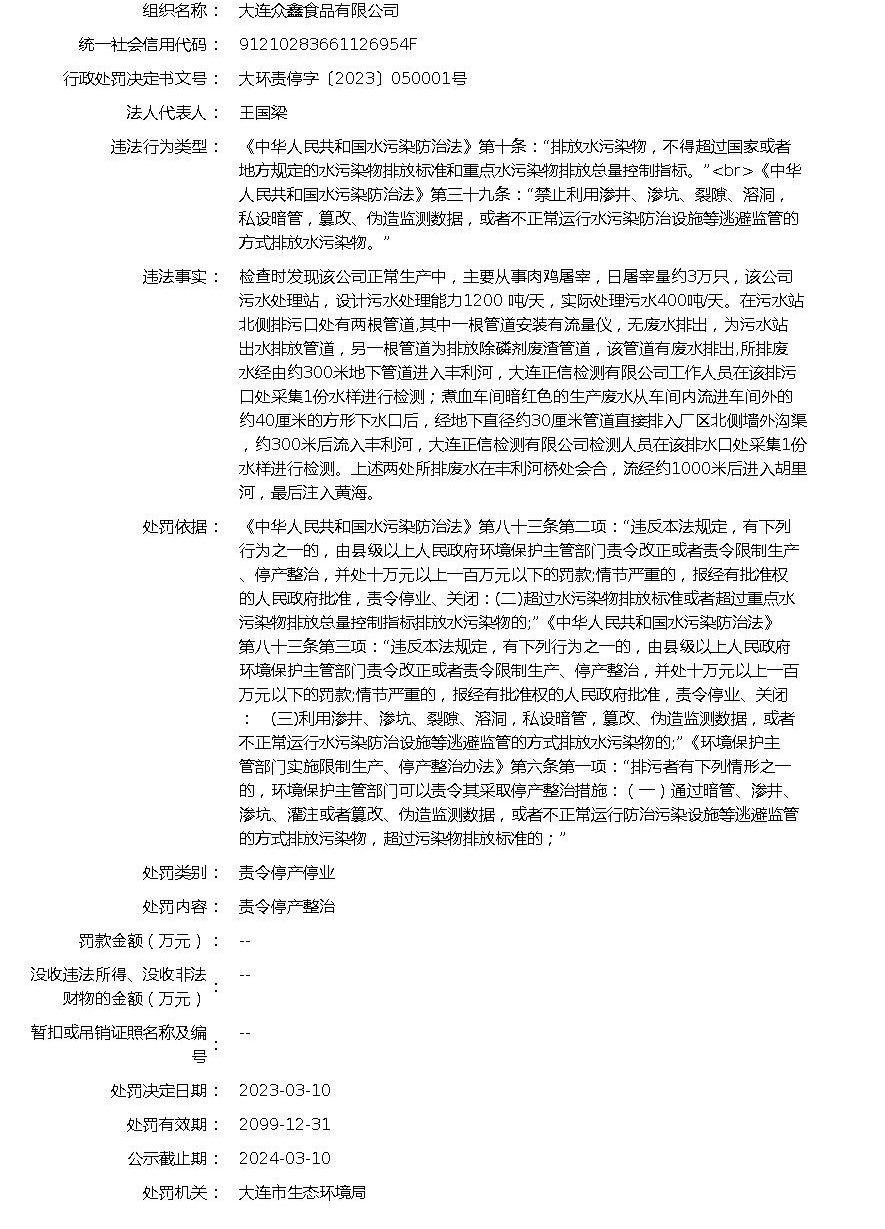 组织名称： 大连众鑫食品有限公司
统一社会信用代码： 91210283661126954F
行政处罚决定书文号： 大环责停字〔2023〕050001号
法人代表人： 王国梁
违法行为类型： 《中华人民共和国水污染防治法》第十条：“排放水污染物，不得超过国家或者
地方规定的水污染物排放标准和重点水污染物排放总量控制指标。”<br>《中华
人民共和国水污染防治法》第三十九条：“禁止利用渗井、渗坑、裂隙、溶洞，
私设暗管，篡改、伪造监测数据，或者不正常运行水污染防治设施等逃避监管的
方式排放水污染物。”
违法事实： 检查时发现该公司正常生产中，主要从事肉鸡屠宰，日屠宰量约3万只，该公司
污水处理站，设计污水处理能力1200 吨/天，实际处理污水400吨/天。在污水站
北侧排污口处有两根管道,其中一根管道安装有流量仪，无废水排出，为污水站
出水排放管道，另一根管道为排放除磷剂废渣管道，该管道有废水排出,所排废
水经由约300米地下管道进入丰利河，大连正信检测有限公司工作人员在该排污
口处采集1份水样进行检测；煮血车间暗红色的生产废水从车间内流进车间外的
约40厘米的方形下水口后，经地下直径约30厘米管道直接排入厂区北侧墙外沟渠
，约300米后流入丰利河，大连正信检测有限公司检测人员在该排水口处采集1份
水样进行检测。上述两处所排废水在丰利河桥处会合，流经约1000米后进入胡里
河，最后注入黄海。
处罚依据： 《中华人民共和国水污染防治法》第八十三条第二项：“违反本法规定，有下列
行为之一的，由县级以上人民政府环境保护主管部门责令改正或者责令限制生产
、停产整治，并处十万元以上一百万元以下的罚款;情节严重的，报经有批准权
的人民政府批准，责令停业、关闭：(二)超过水污染物排放标准或者超过重点水
污染物排放总量控制指标排放水污染物的;”《中华人民共和国水污染防治法》
第八十三条第三项：“违反本法规定，有下列行为之一的，由县级以上人民政府
环境保护主管部门责令改正或者责令限制生产、停产整治，并处十万元以上一百
万元以下的罚款;情节严重的，报经有批准权的人民政府批准，责令停业、关闭
： (三)利用渗井、渗坑、裂隙、溶洞，私设暗管，篡改、伪造监测数据，或者
不正常运行水污染防治设施等逃避监管的方式排放水污染物的;”《环境保护主
管部门实施限制生产、停产整治办法》第六条第一项：“排污者有下列情形之一
的，环境保护主管部门可以责令其采取停产整治措施：（一）通过暗管、渗井、
渗坑、灌注或者篡改、伪造监测数据，或者不正常运行防治污染设施等逃避监管
的方式排放污染物，超过污染物排放标准的；”
处罚类别： 责令停产停业
处罚内容： 责令停产整治
罚款金额（万元）： --
没收违法所得、没收非法
财物的金额（万元）： --
暂扣或吊销证照名称及编
号： --
处罚决定日期： 2023-03-10
处罚有效期： 2099-12-31
公示截止期： 2024-03-10
处罚机关： 大连市生态环境局